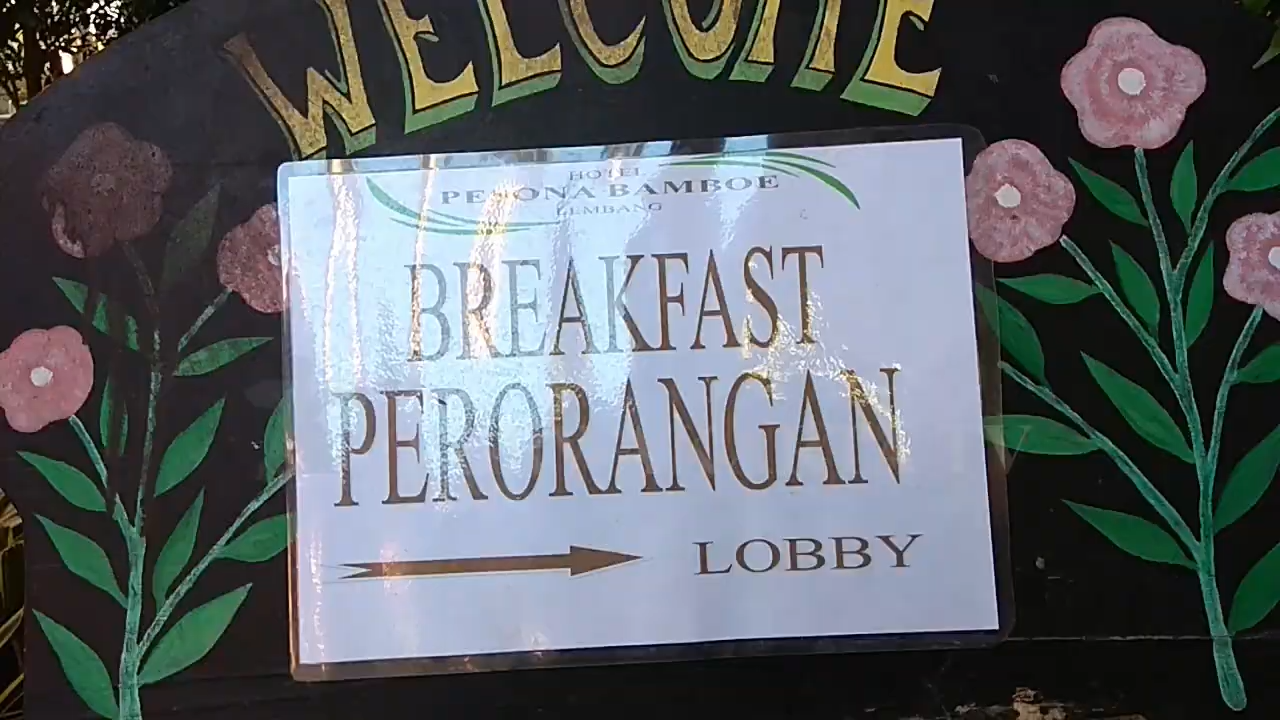 WELCOME
HOTEL
PESONA BAMBOE
LEMBANG
BREAKFAST
PERORANGAN
LOBBY